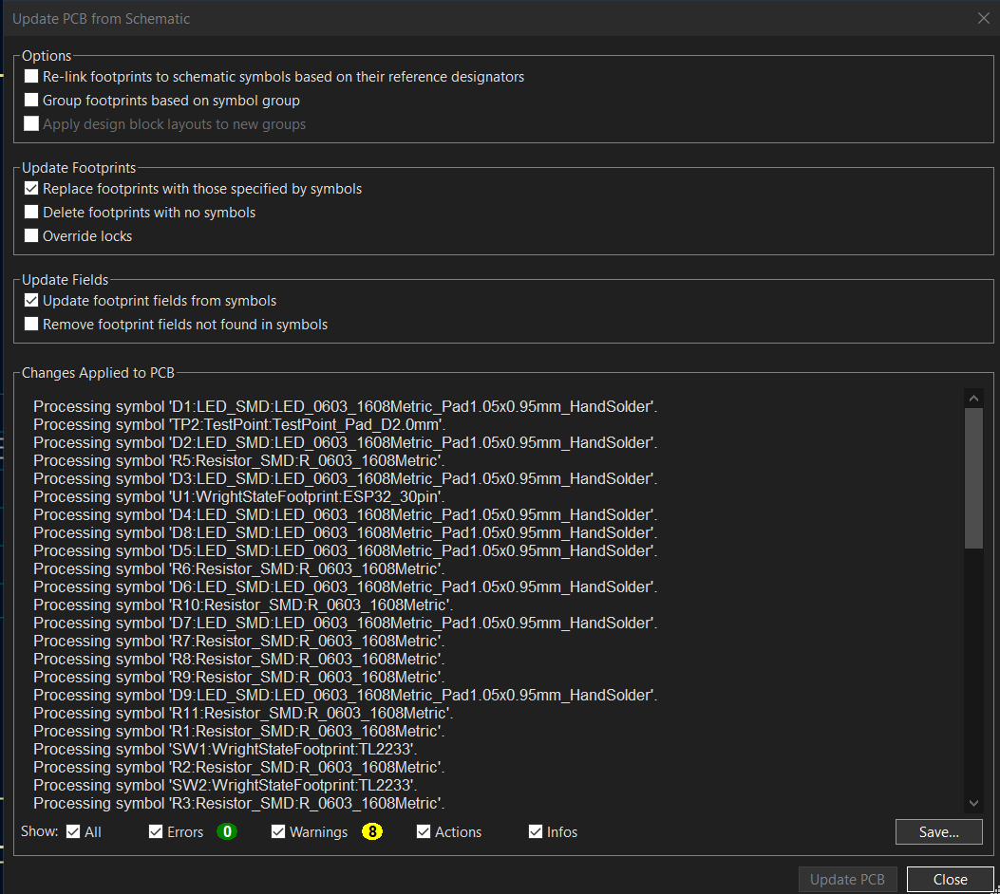 Update PCB from Schematic
Options
Re-link footprints to schematic symbols based on their reference designators
Group footprints based on symbol group
Apply design block layouts to new groups
Update Footprints
Replace footprints with those specified by symbols
Delete footprints with no symbols
Override locks
Update Fields
Update footprint fields from symbols
Remove footprint fields not found in symbols
Changes Applied to PCB
Processing symbol 'D1:LED_SMD:LED_0603_1608Metric_Pad1.05x0.95mm_HandSolder'.
Processing symbol 'TP2:TestPoint:TestPoint_Pad_D2.0mm'.
Processing symbol 'D2:LED_SMD:LED_0603_1608Metric_Pad1.05x0.95mm_HandSolder'.
Processing symbol 'R5:Resistor_SMD:R_0603_1608Metric'.
Processing symbol 'D3:LED_SMD:LED_0603_1608Metric_Pad1.05x0.95mm_HandSolder'.
Processing symbol 'U1:WrightStateFootprint:ESP32_30pin'.
Processing symbol 'D4:LED_SMD:LED_0603_1608Metric_Pad1.05x0.95mm_HandSolder'.
Processing symbol 'D8:LED_SMD:LED_0603_1608Metric_Pad1.05x0.95mm_HandSolder'.
Processing symbol 'D5:LED_SMD:LED_0603_1608Metric_Pad1.05x0.95mm_HandSolder'.
Processing symbol 'R6:Resistor_SMD:R_0603_1608Metric'.
Processing symbol 'D6:LED_SMD:LED_0603_1608Metric_Pad1.05x0.95mm_HandSolder'.
Processing symbol 'R10:Resistor_SMD:R_0603_1608Metric'.
Processing symbol 'D7:LED_SMD:LED_0603_1608Metric_Pad1.05x0.95mm_HandSolder'.
Processing symbol 'R7:Resistor_SMD:R_0603_1608Metric'.
Processing symbol 'R8:Resistor_SMD:R_0603_1608Metric'.
Processing symbol 'R9:Resistor_SMD:R_0603_1608Metric'.
Processing symbol 'D9:LED_SMD:LED_0603_1608Metric_Pad1.05x0.95mm_HandSolder'.
Processing symbol 'R11:Resistor_SMD:R_0603_1608Metric'.
Processing symbol 'R1:Resistor_SMD:R_0603_1608Metric'.
Processing symbol 'SW1:WrightStateFootprint:TL2233'.
Processing symbol 'R2:Resistor_SMD:R_0603_1608Metric'.
Processing symbol 'SW2:WrightStateFootprint:TL2233'.
Processing symbol 'R3:Resistor_SMD:R_0603_1608Metric'.
Show: All Errors 0 Warnings 8 Actions Infos Save...
Update PCB Close